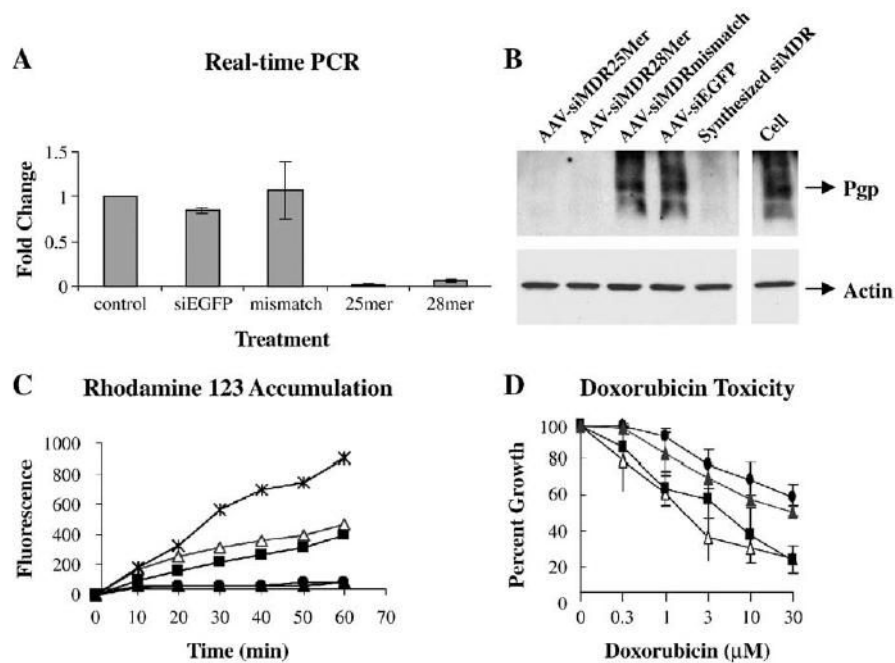 A
Real-time PCR
Fold Change
1.5
1
0.5
0
control siEGFP mismatch 25mer 28mer
Treatment
B
AAV-siMDR25Mer
AAV-siMDR28Mer
AAV-siMDRmismatch
AAV-siEGFP
Synthesized siMDR
Cell
Pgp
Actin
C
Rhodamine 123 Accumulation
Fluorescence
1000
800
600
400
200
0
0 10 20 30 40 50 60 70
Time (min)
D
Doxorubicin Toxicity
Percent Growth
100
80
60
40
20
0
0 0.3 1 3 10 30
Doxorubicin (μM)